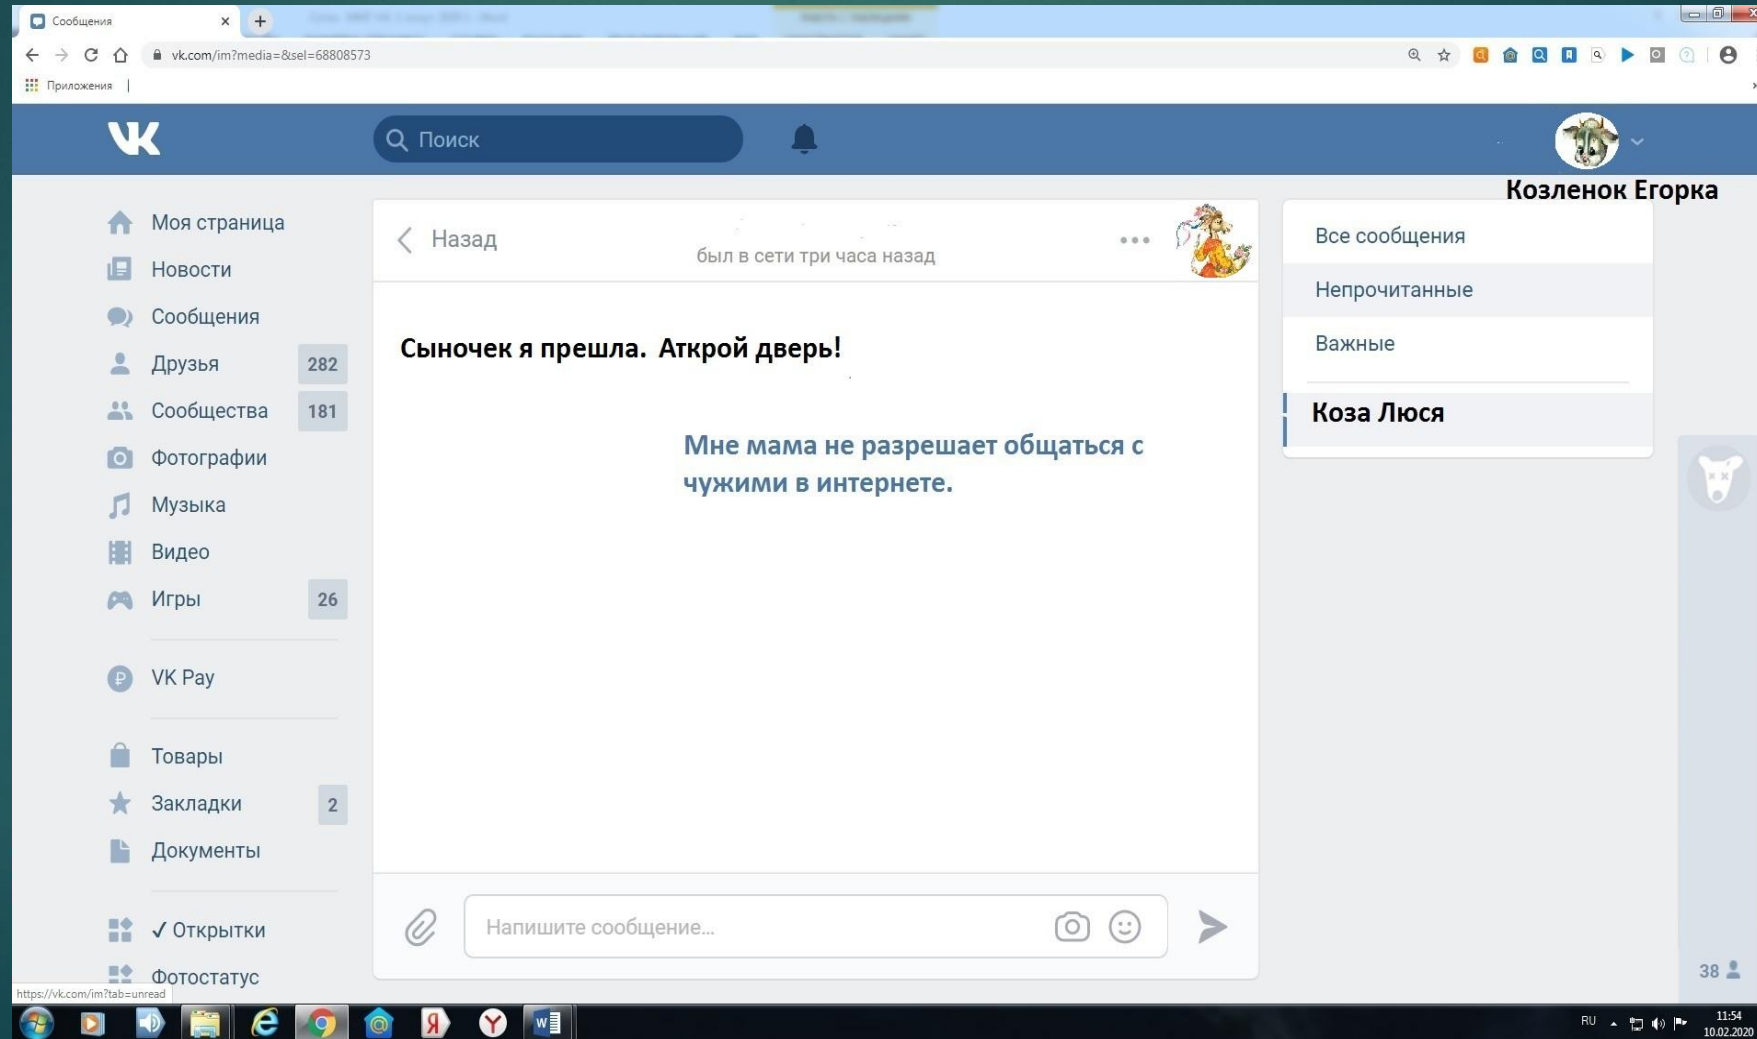 Сообщения
vk.com/im?media=&sel=68808573
Приложения
Поиск
Козленок Егорка
Моя страница
Новости
Сообщения
Друзья 282
Сообщества 181
Фотографии
Музыка
Видео
Игры 26
VK Pay
Товары
Закладки 2
Документы
✓ Открытки
Фотостатус
https://vk.com/im?tab=unread
Назад
был в сети три часа назад
Сыночек я прешла. Аткрой дверь!
Мне мама не разрешает общаться с
чужими в интернете.
Напишите сообщение...
Все сообщения
Непрочитанные
Важные
Коза Люся
38
RU
11:54
10.02.2020